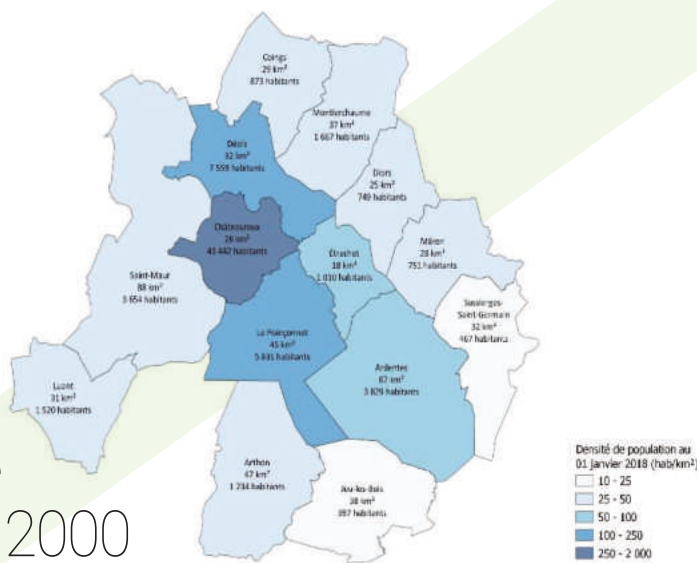 Coings
29 km²
873 habitants
Montierchaume
37 km²
1 667 habitants
Déols
32 km²
7 559 habitants
Diors
25 km²
749 habitants
Châteauroux
26 km²
43 442 habitants
Étrechet
18 km²
1 010 habitants
Mâron
28 km²
751 habitants
Saint-Maur
88 km²
3 654 habitants
Sassierges-
Saint-Germain
32 km²
467 habitants
Le Poinçonnet
45 km²
5 931 habitants
Ardentes
62 km²
3 829 habitants
Luant
31 km²
1 520 habitants
Arthon
47 km²
1 234 habitants
Jeu-les-Bois
38 km²
397 habitants
2000
Densité de population au
01 janvier 2018 (hab/km²)
10 - 25
25 - 50
50 - 100
100 - 250
250 - 2 000